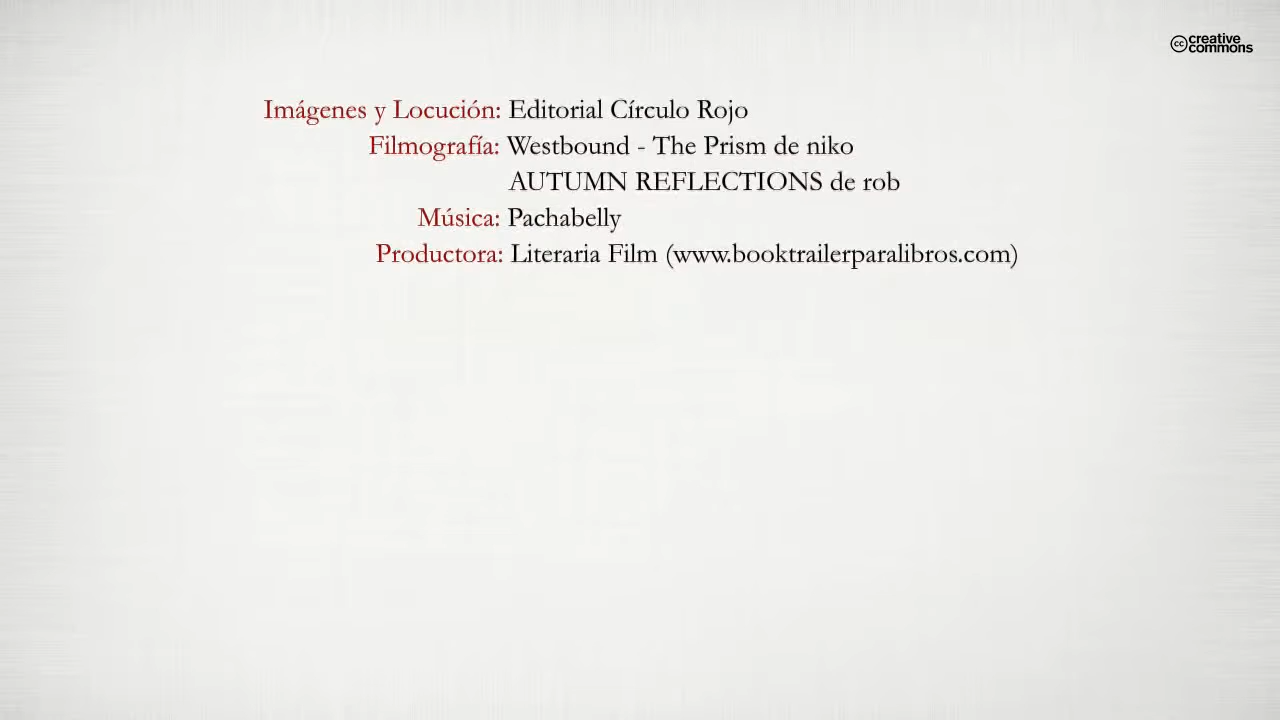 creative
commons
Imágenes y Locución: Editorial Círculo Rojo
Filmografía: Westbound - The Prism de niko
AUTUMN REFLECTIONS de rob
Música: Pachabelly
Productora: Literaria Film (www.booktrailerparalibros.com)